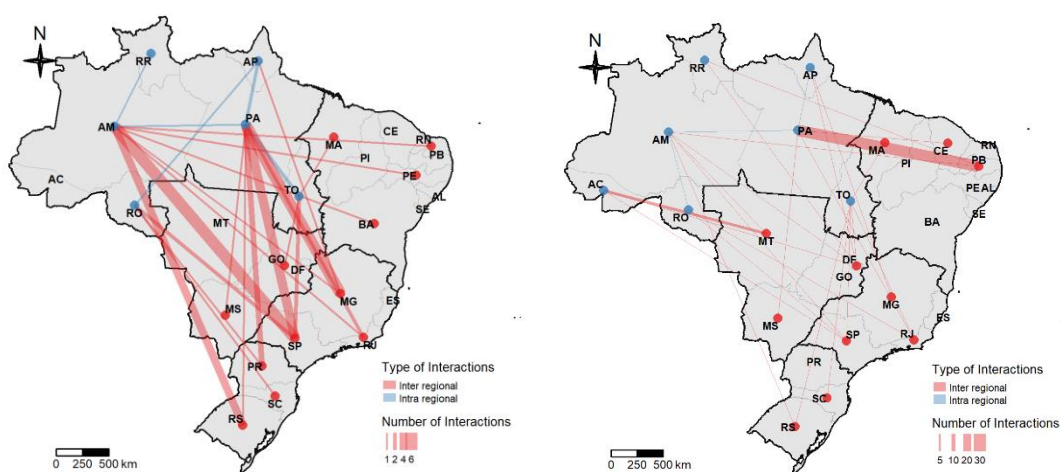 N
RR
AP
AM
PA
MA
CE
RN
PB
PI
PE
AC
TO
AL
SE
RO
MT
BA
GO
DF
MG
ES
MS
SP
RJ
PR
SC
RS
Type of Interactions
Inter regional
Intra regional
Number of Interactions
1 2 4 6
0 500 km
N
RR
AP
AM
PA
MA
CE
RN
PI
PB
AC
TO
PE AL
SE
RO
BA
MT
DF
GO
MG
ES
MS
SP
RJ
PR
SC
RS
Type of Interactions
Inter regional
Intra regional
Number of Interactions
5 10 20 30
0 500 km